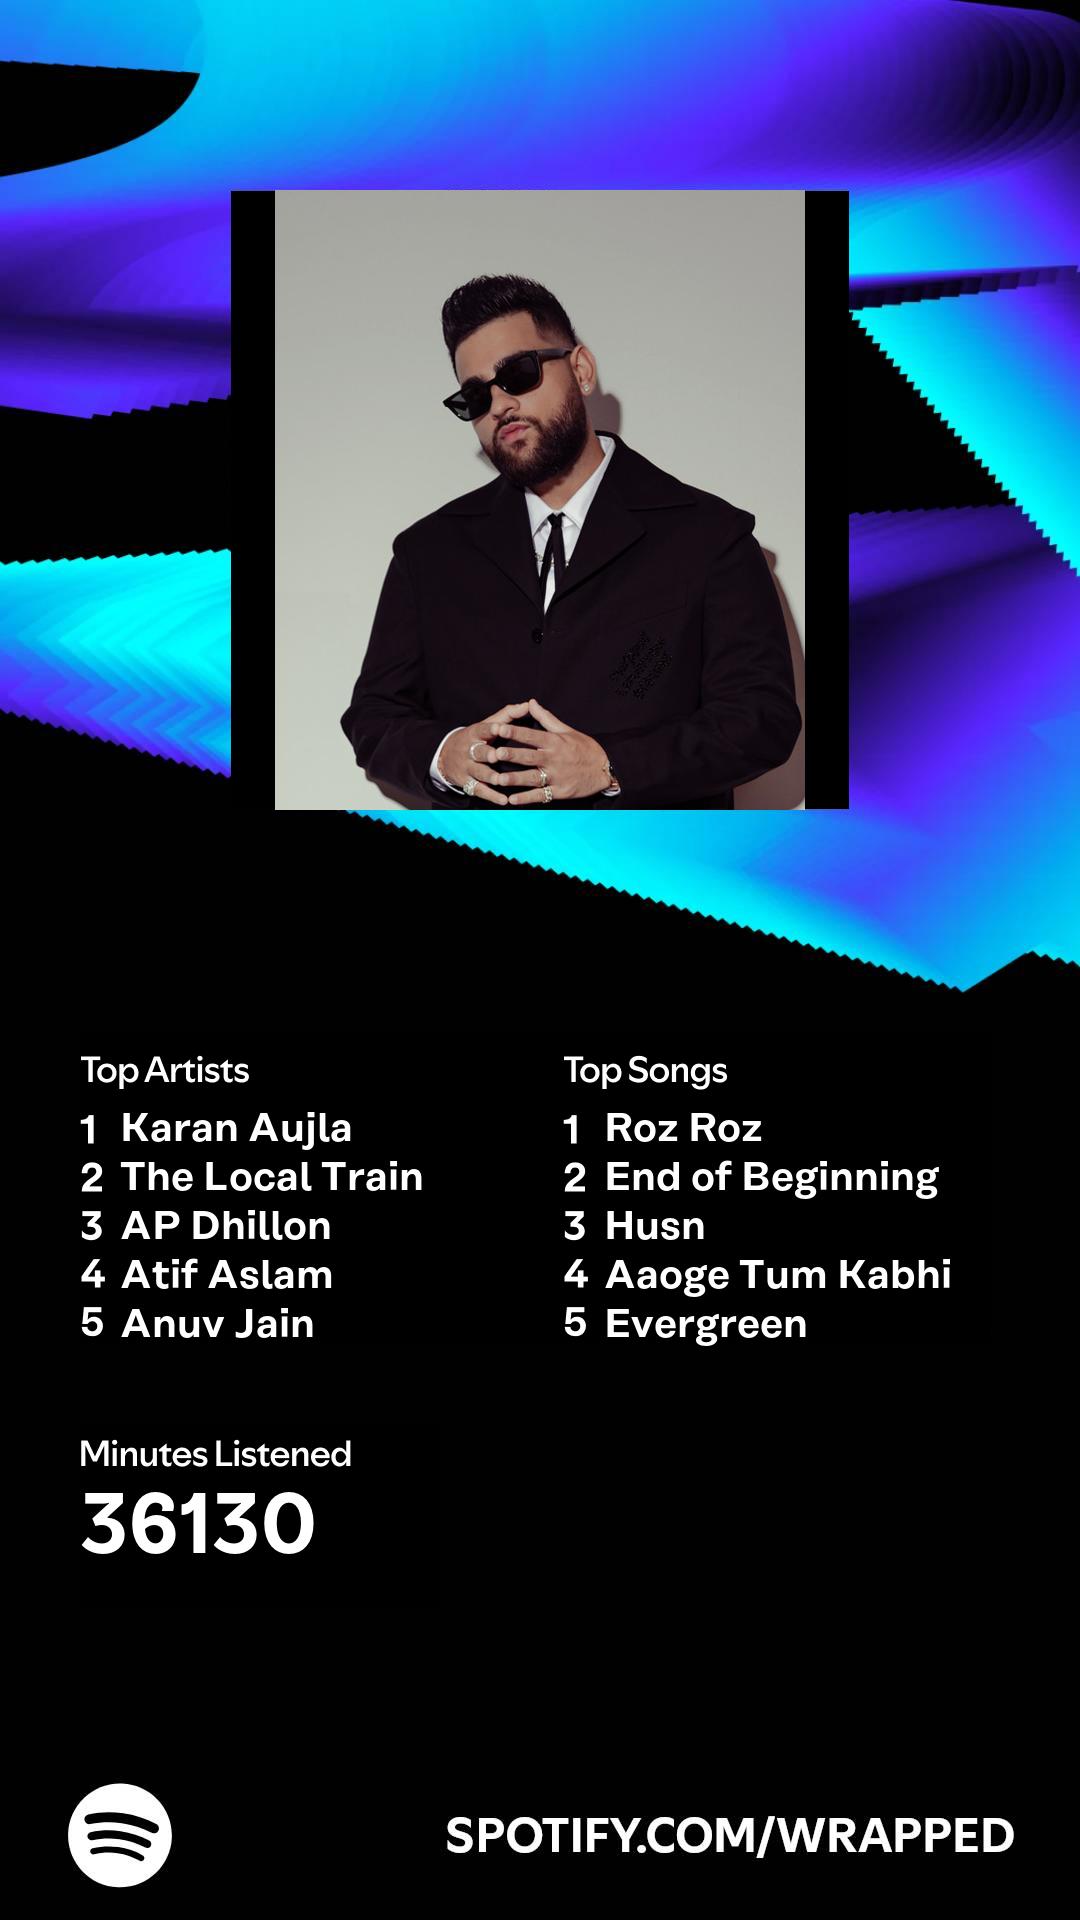 Top Artists
1 Karan Aujla
2 The Local Train
3 AP Dhillon
4 Atif Aslam
5 Anuv Jain
Top Songs
1 Roz Roz
2 End of Beginning
3 Husn
4 Aaoge Tum Kabhi
5 Evergreen
Minutes Listened
36130
SPOTIFY.COM/WRAPPED